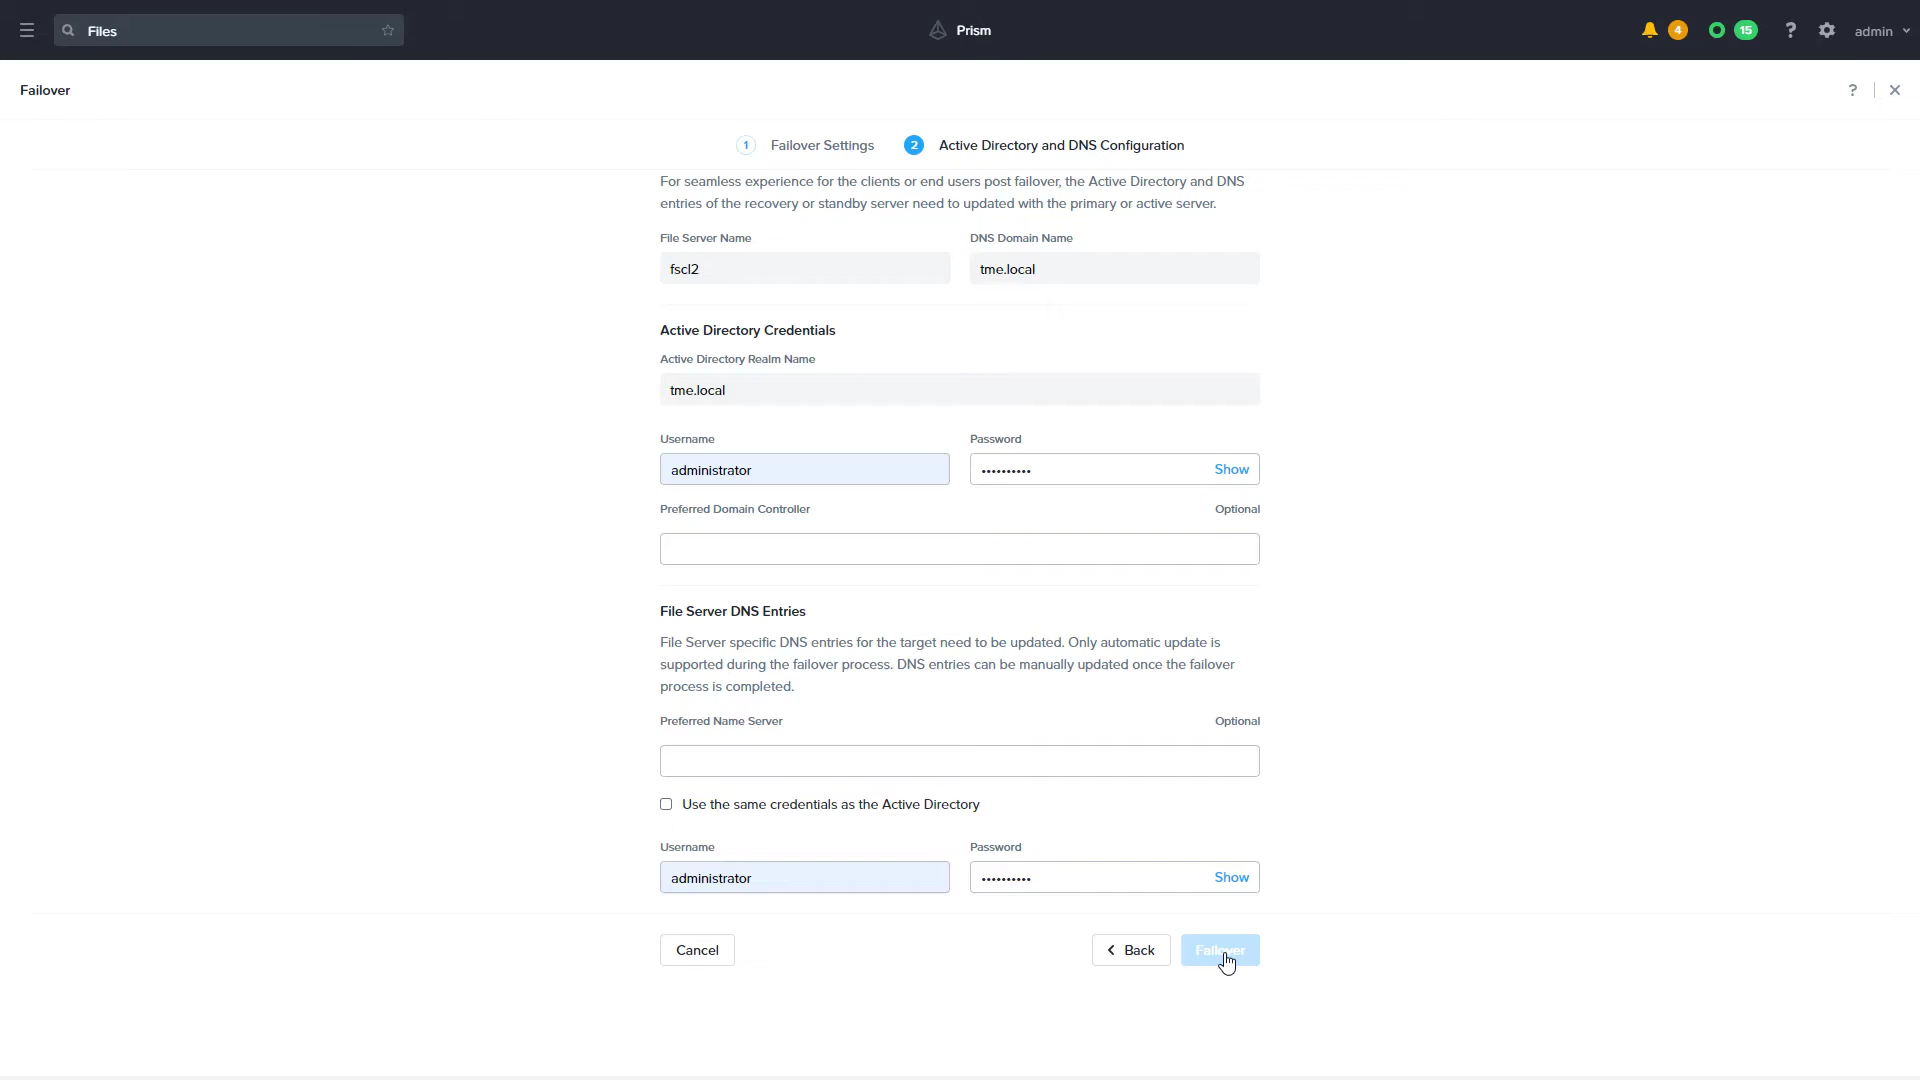 Files
Prism
4
15
?
admin
Failover
?
1 Failover Settings
2 Active Directory and DNS Configuration
For seamless experience for the clients or end users post failover, the Active Directory and DNS
entries of the recovery or standby server need to updated with the primary or active server.
File Server Name
DNS Domain Name
fscl2
tme.local
Active Directory Credentials
Active Directory Realm Name
tme.local
Username
Password
administrator
•••••••••• Show
Preferred Domain Controller
Optional
File Server DNS Entries
File Server specific DNS entries for the target need to be updated. Only automatic update is
supported during the failover process. DNS entries can be manually updated once the failover
process is completed.
Preferred Name Server
Optional
Use the same credentials as the Active Directory
Username
Password
administrator
•••••••••• Show
Cancel
Back
Failover